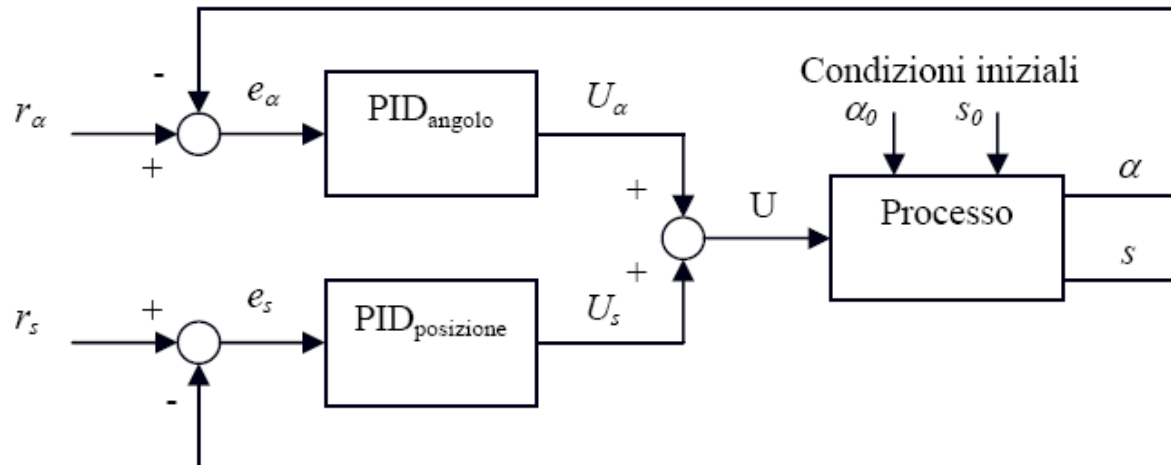 -
r_α
+
e_α
PID_angolo
U_α
Condizioni iniziali
α_0
s_0
+
U
Processo
α
s
+
r_s
+
e_s
PID_posizione
U_s
-